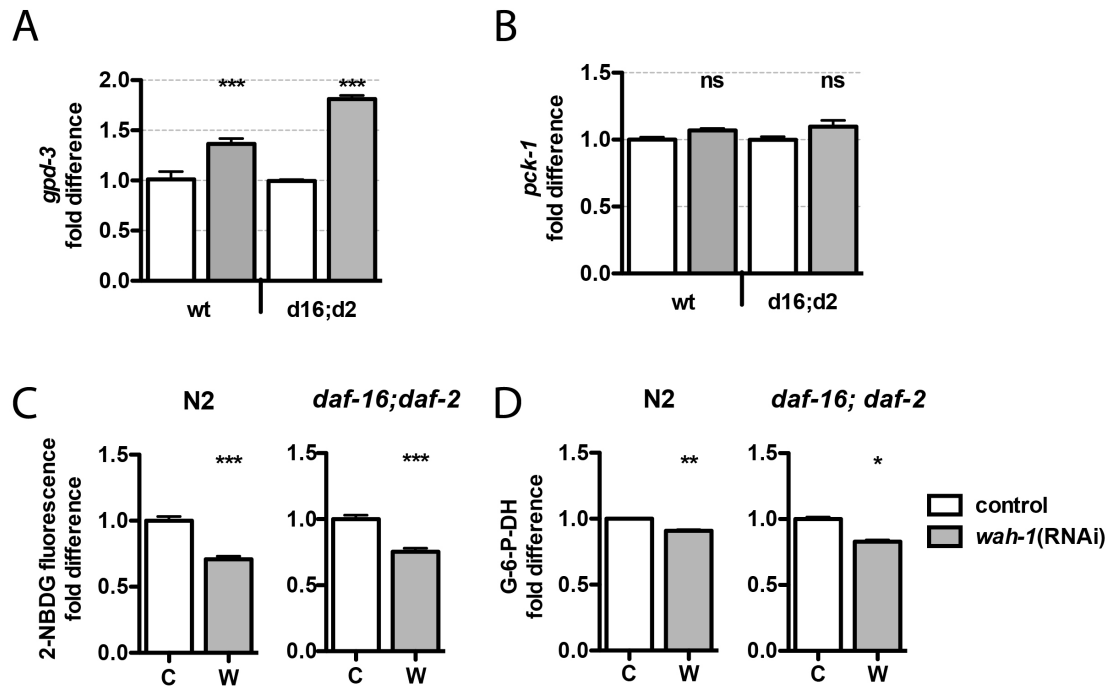 A
gpd-3
fold difference
2.0
1.5
1.0
0.5
0.0
***
***
wt
d16;d2
B
pck-1
fold difference
1.5
1.0
0.5
0.0
ns
ns
wt
d16;d2
C
N2
daf-16;daf-2
2-NBDG fluorescence
fold difference
1.5
1.0
0.5
0.0
***
C
W
1.5
1.0
0.5
0.0
***
C
W
D
N2
daf-16; daf-2
G-6-P-DH
fold difference
1.5
1.0
0.5
0.0
**
C
W
1.5
1.0
0.5
0.0
*
C
W
control
wah-1(RNAi)